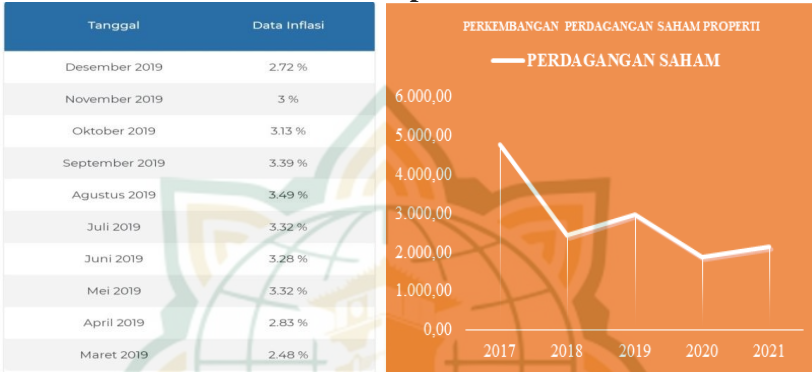 Tanggal Data Inflasi
Desember 2019 2.72 %
November 2019 3 %
Oktober 2019 3.13 %
September 2019 3.39 %
Agustus 2019 3.49 %
Juli 2019 3.32 %
Juni 2019 3.28 %
Mei 2019 3.32 %
April 2019 2.83 %
Maret 2019 2.48 %
PERKEMBANGAN PERDAGANGAN SAHAM PROPERTI
PERDAGANGAN SAHAM
6.000,00
5.000,00
4.000,00
3.000,00
2.000,00
1.000,00
0,00
2017 2018 2019 2020 2021